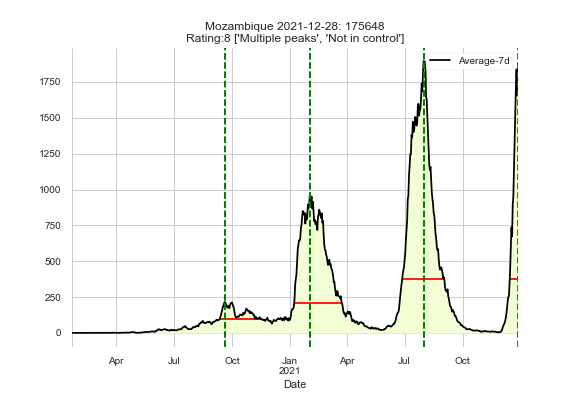 Mozambique 2021-12-28: 175648
Rating:8 ['Multiple peaks', 'Not in control']
Average-7d
1750
1500
1250
1000
750
500
250
0
Apr
Jul
Oct
Jan
2021
Apr
Jul
Oct
Date